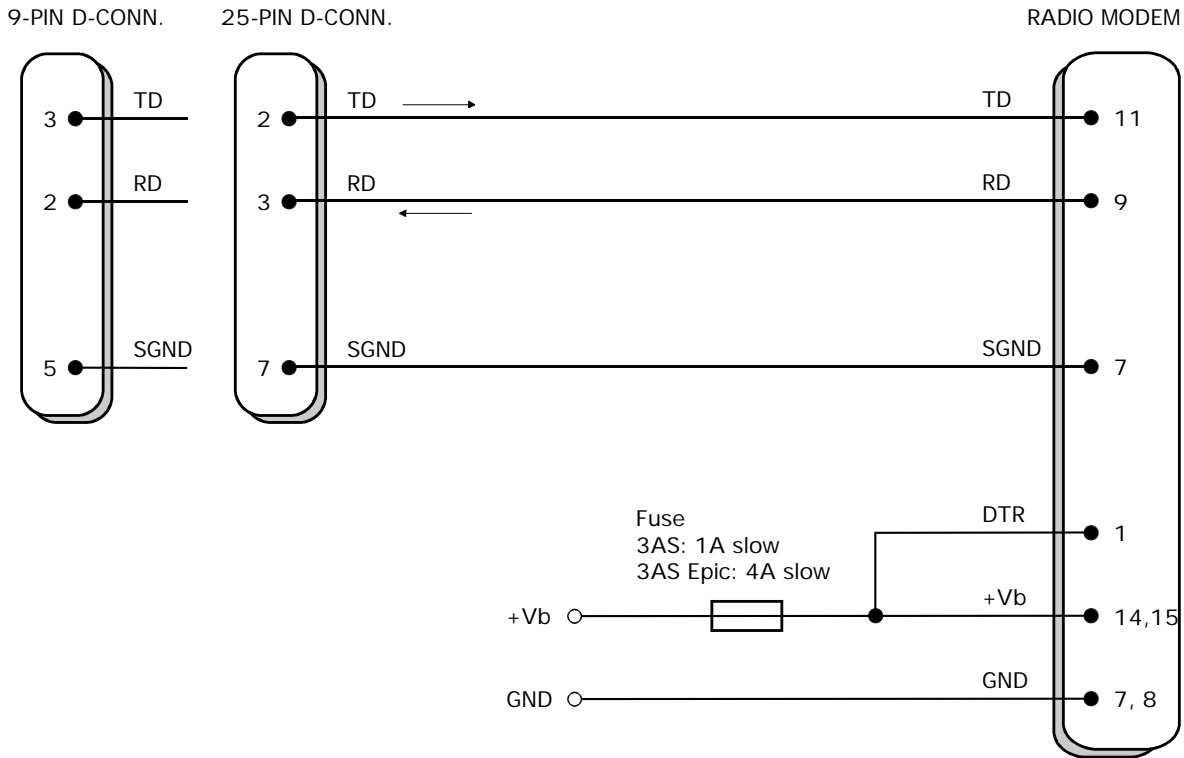 9-PIN D-CONN. 25-PIN D-CONN. RADIO MODEM
3 TD 2 TD TD 11
2 RD 3 RD RD 9
5 SGND 7 SGND SGND 7
Fuse
3AS: 1A slow
3AS Epic: 4A slow
DTR 1
+Vb +Vb 14,15
GND GND 7, 8